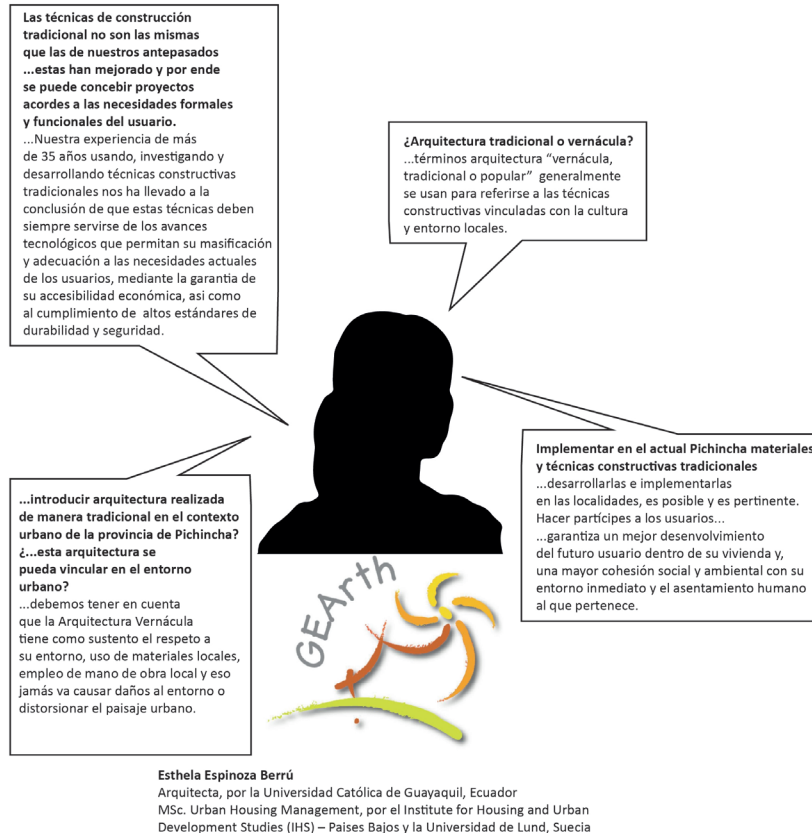 Las técnicas de construcción
tradicional no son las mismas
que las de nuestros antepasados
...estas han mejorado y por ende
se puede concebir proyectos
acordes a las necesidades formales
y funcionales del usuario.
...Nuestra experiencia de más
de 35 años usando, investigando y
desarrollando técnicas constructivas
tradicionales nos ha llevado a la
conclusión de que estas técnicas deben
siempre servirse de los avances
tecnológicos que permitan su masificación
y adecuación a las necesidades actuales
de los usuarios, mediante la garantia de
su accesibilidad económica, asi como
al cumplimiento de altos estándares de
durabilidad y seguridad.
¿Arquitectura tradicional o vernácula?
...términos arquitectura "vernácula,
tradicional o popular" generalmente
se usan para referirse a las técnicas
constructivas vinculadas con la cultura
y entorno locales.
...introducir arquitectura realizada
de manera tradicional en el contexto
urbano de la provincia de Pichincha?
¿...esta arquitectura se
pueda vincular en el entorno
urbano?
...debemos tener en cuenta
que la Arquitectura Vernácula
tiene como sustento el respeto a
su entorno, uso de materiales locales,
empleo de mano de obra local y eso
jamás va causar daños al entorno o
distorsionar el paisaje urbano.
Implementar en el actual Pichincha materiales
y técnicas constructivas tradicionales
...desarrollarlas e implementarlas
en las localidades, es posible y es pertinente.
Hacer partícipes a los usuarios...
...garantiza un mejor desenvolvimiento
del futuro usuario dentro de su vivienda y,
una mayor cohesión social y ambiental con su
entorno inmediato y el asentamiento humano
al que pertenece.
GEArth
Esthela Espinoza Berrú
Arquitecta, por la Universidad Católica de Guayaquil, Ecuador
MSc. Urban Housing Management, por el Institute for Housing and Urban
Development Studies (IHS) – Paises Bajos y la Universidad de Lund, Suecia